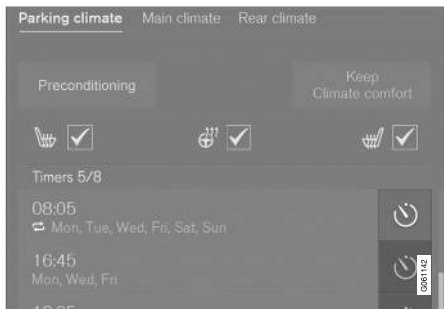 Parking climate Main climate Rear climate
Preconditioning
Keep
Climate comfort
Timers 5/8
08:05
Mon, Tue, Wed, Fri, Sat, Sun
16:45
Mon, Wed, Fri
G061142